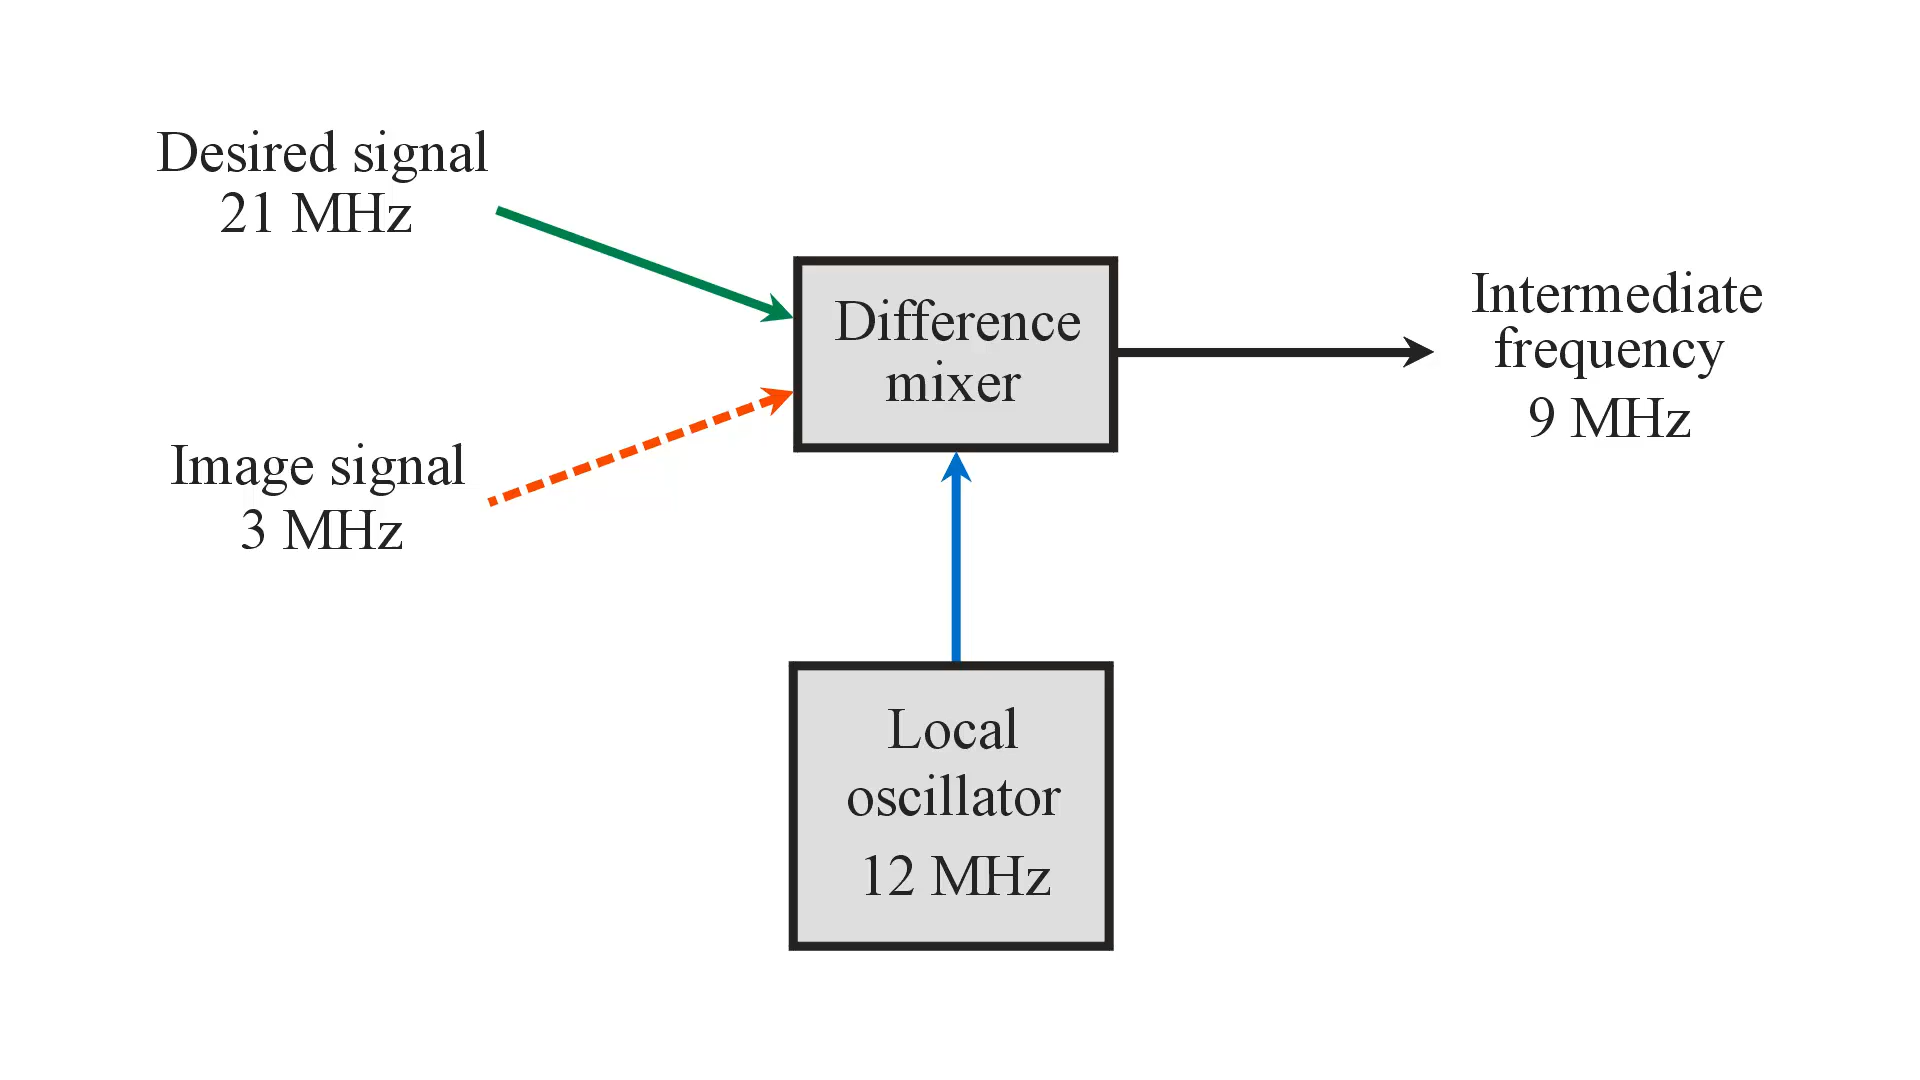 Desired signal
21 MHz
Image signal
3 MHz
Difference
mixer
Intermediate
frequency
9 MHz
Local
oscillator
12 MHz